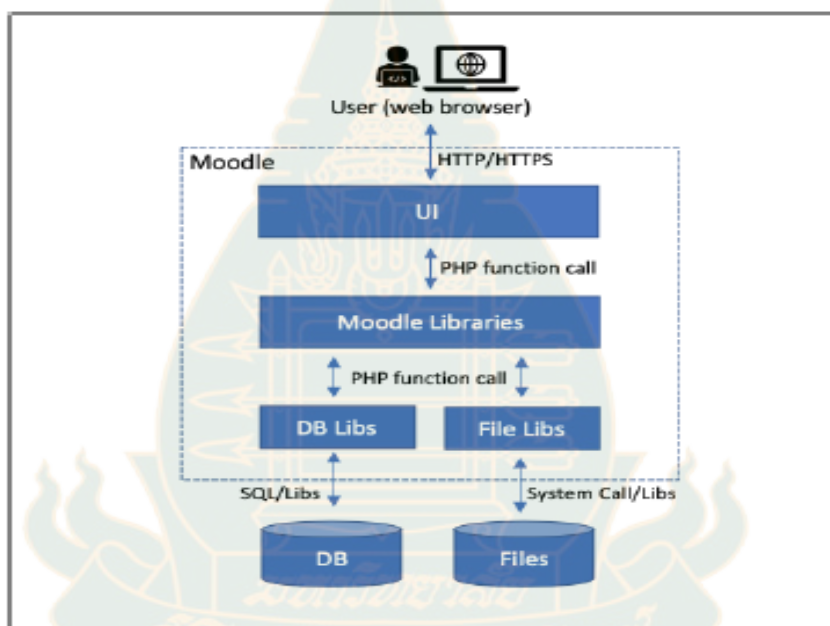 User (web browser)
HTTP/HTTPS
Moodle
UI
PHP function call
Moodle Libraries
PHP function call
DB Libs
File Libs
SQL/Libs
System Call/Libs
DB
Files